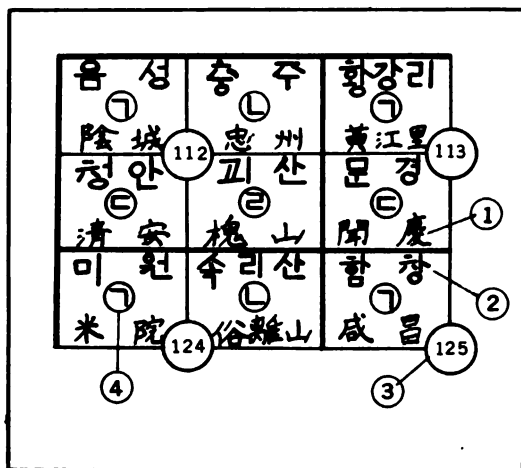 음성 충주 황강리
ㄱ ㄴ ㄱ
陰城 忠州 黃江里
112 113
청안 괴산 문경
ㄷ ㄹ ㄷ
清安 槐山 聞慶
①
미원 속리산 함창
②
ㄱ ㄴ ㄱ
米院 俗離山 咸昌
124 125
③
④